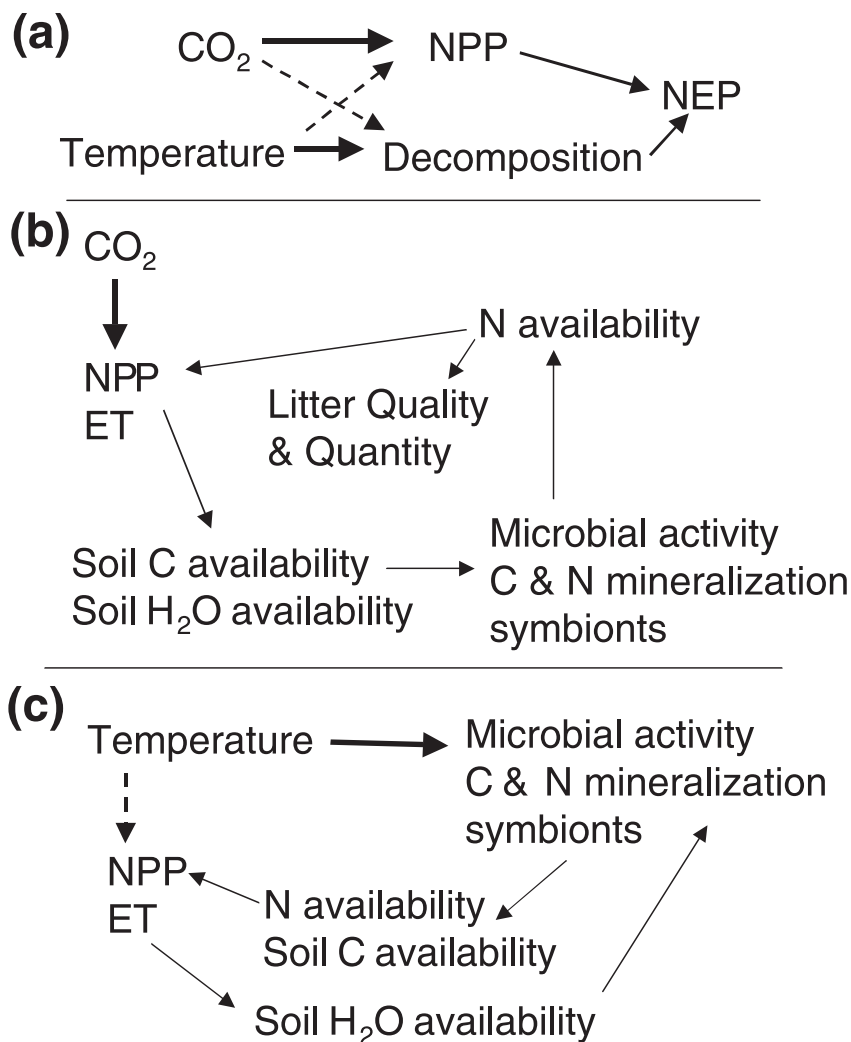 (a)
CO₂ NPP
NEP
Temperature Decomposition
(b)
CO₂
N availability
NPP
ET
Litter Quality
& Quantity
Microbial activity
C & N mineralization
symbionts
Soil C availability
Soil H₂O availability
(c)
Temperature
Microbial activity
C & N mineralization
symbionts
NPP
ET
N availability
Soil C availability
Soil H₂O availability